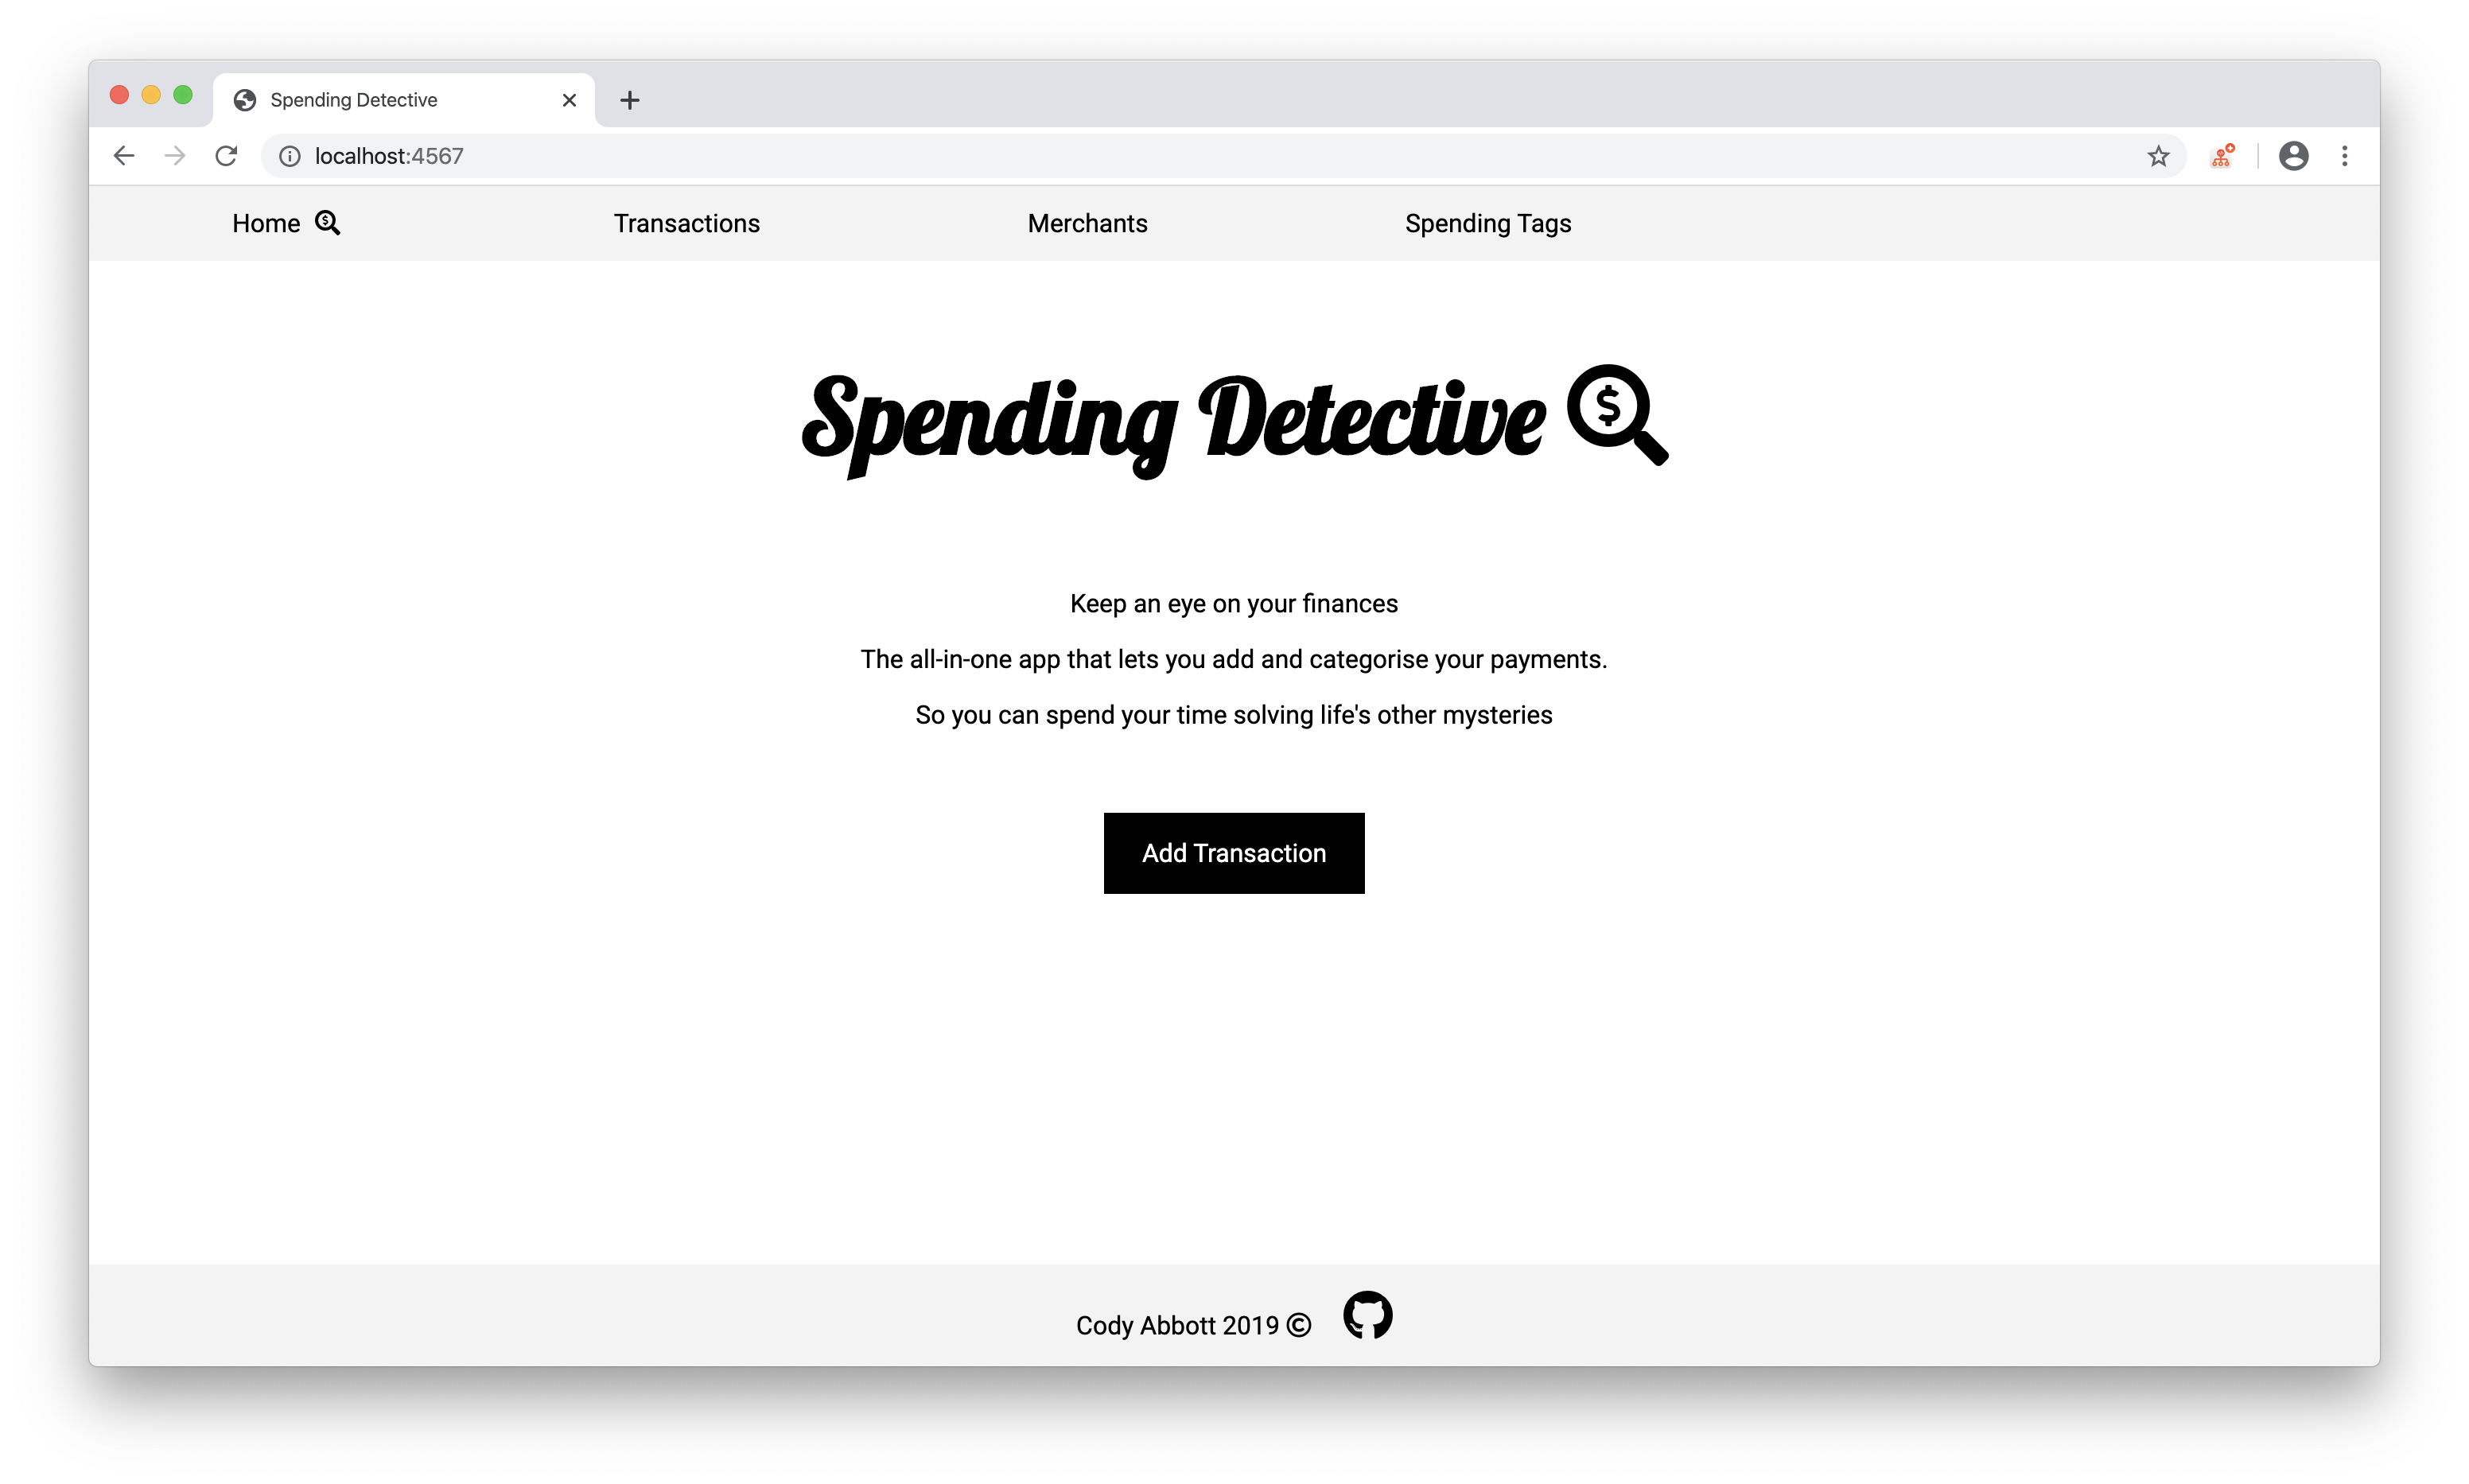 Spending Detective
localhost:4567
Home Transactions Merchants Spending Tags
Spending Detective $
Keep an eye on your finances
The all-in-one app that lets you add and categorise your payments.
So you can spend your time solving life's other mysteries
Add Transaction
Cody Abbott 2019 ©